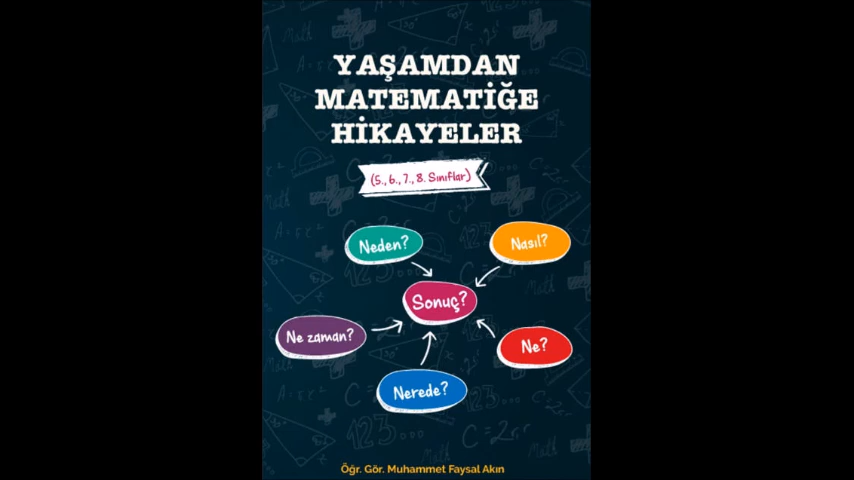 YAŞAMDAN
MATEMATİĞE
HİKAYELER
(5., 6., 7., 8. Sınıflar)
Neden?
Nasıl?
Sonuç?
Ne zaman?
Ne?
Nerede?
Öğr. Gör. Muhammet Faysal Akın